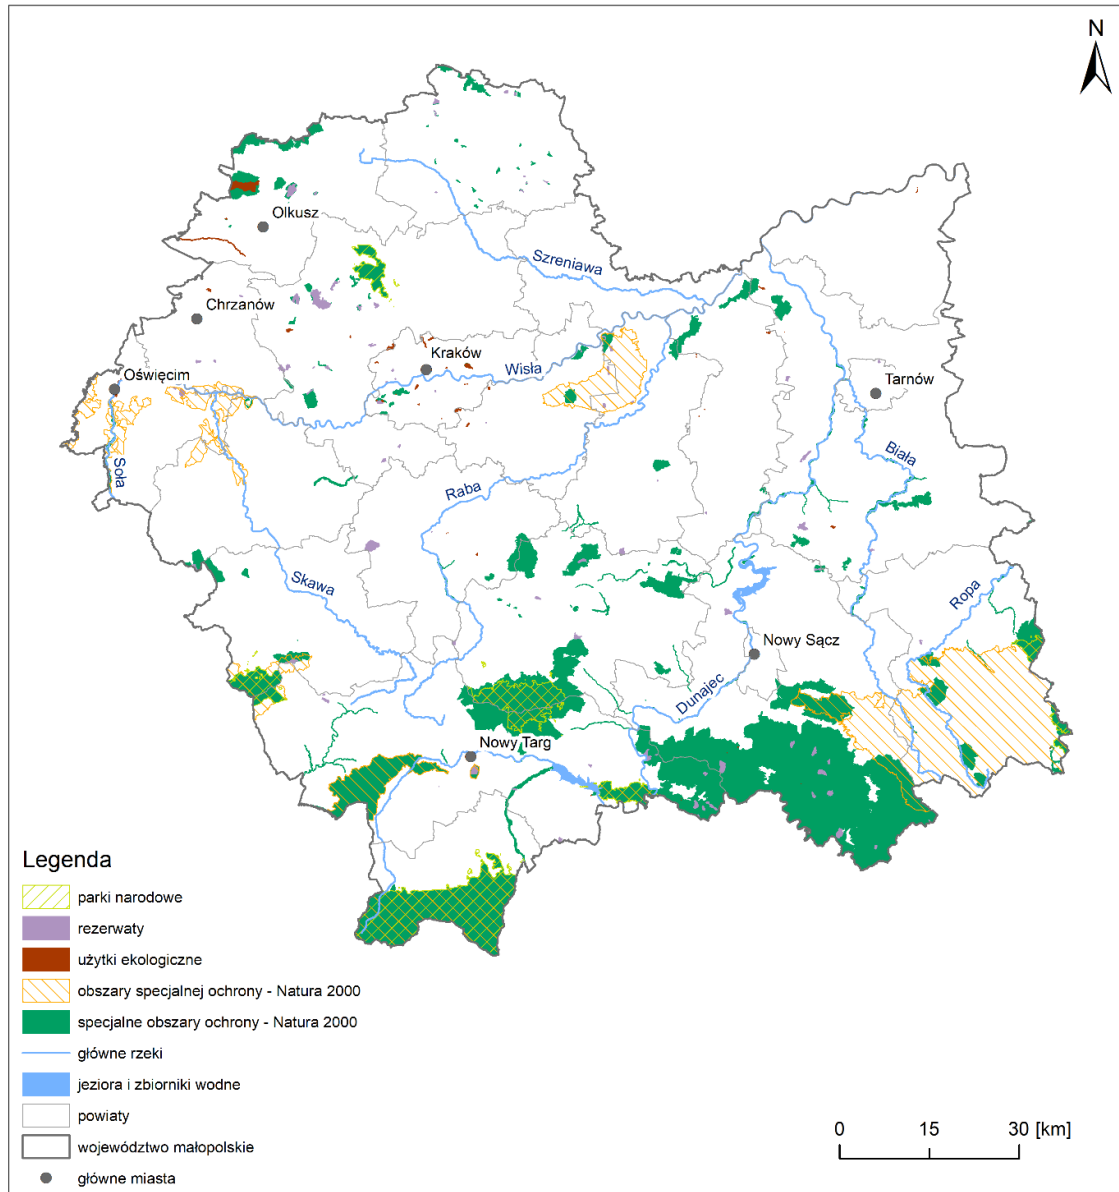 N
Olkusz
Szreniawa
Chrzanów
Kraków
Wisła
Oświęcim
Tarnów
Soła
Biała
Raba
Skawa
Ropa
Nowy Sącz
Dunajec
Nowy Targ
Legenda
parki narodowe
rezerwaty
użytki ekologiczne
obszary specjalnej ochrony - Natura 2000
specjalne obszary ochrony - Natura 2000
główne rzeki
jeziora i zbiorniki wodne
powiaty
województwo małopolskie
główne miasta
0 15 30 [km]